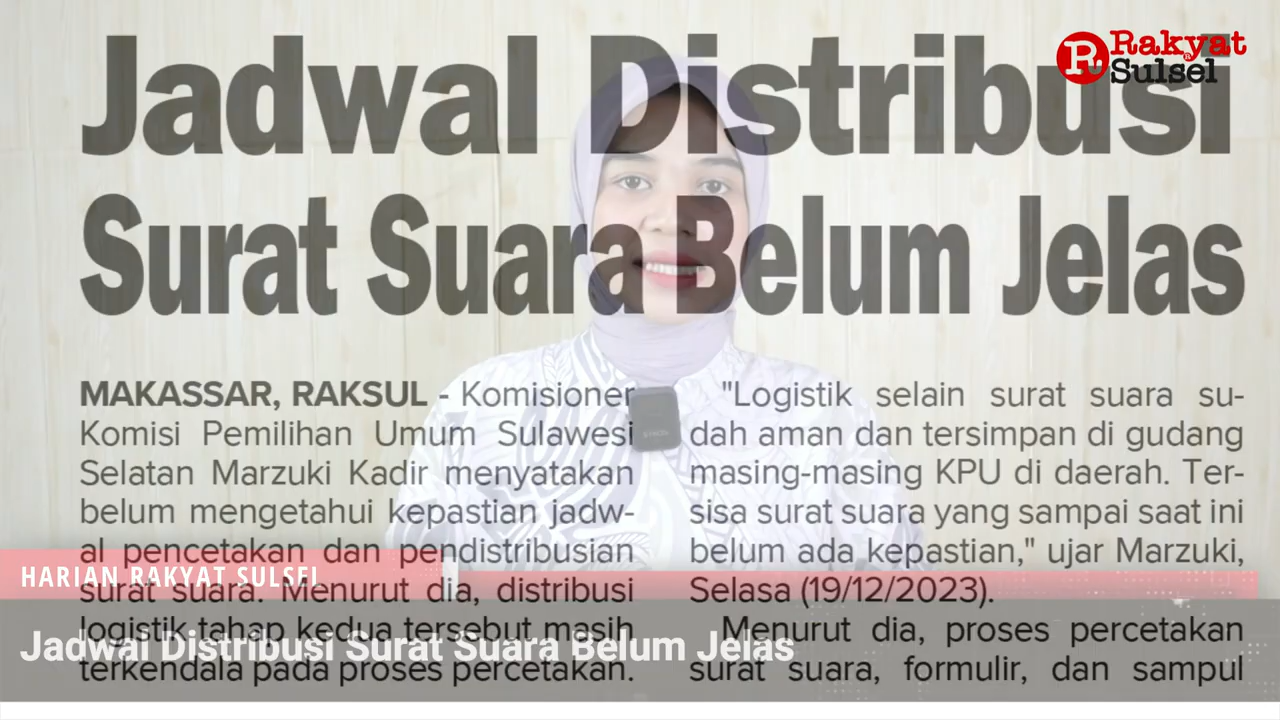 Rakyat
Sulsel
Jadwal Distribusi
Surat Suara Belum Jelas
MAKASSAR, RAKSUL - Komisioner
Komisi Pemilihan Umum Sulawesi
Selatan Marzuki Kadir menyatakan
belum mengetahui kepastian jadw-
al pencetakan dan pendistribusian
surat suara. Menurut dia, distribusi
logistik tahap kedua tersebut masih
terkendala pada proses percetakan.
"Logistik selain surat suara su-
dah aman dan tersimpan di gudang
masing-masing KPU di daerah. Ter-
sisa surat suara yang sampai saat ini
belum ada kepastian," ujar Marzuki,
Selasa (19/12/2023).
Menurut dia, proses percetakan
surat suara, formulir, dan sampul
HARIAN RAKYAT SULSEL
Jadwal Distribusi Surat Suara Belum Jelas